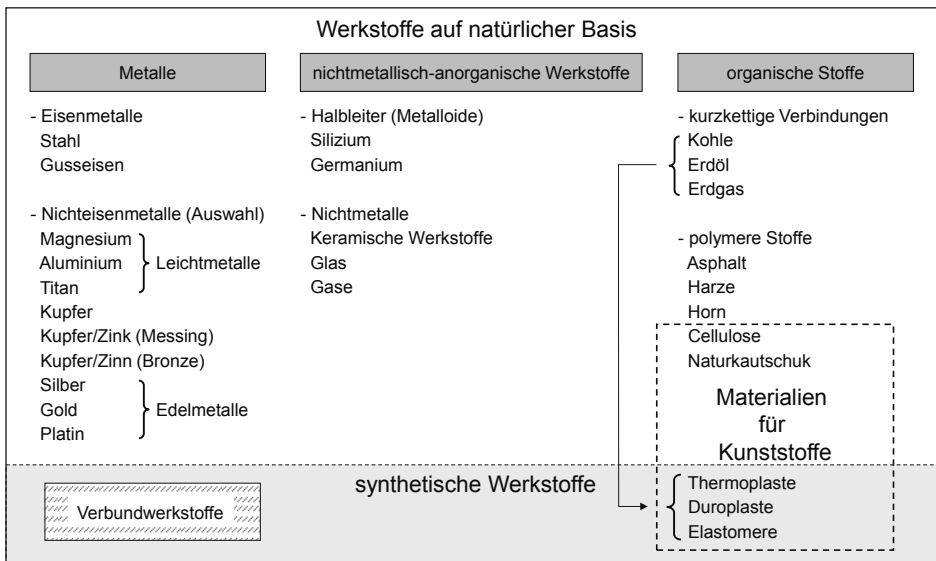 Werkstoffe auf natürlicher Basis
Metalle
- Eisenmetalle
Stahl
Gusseisen
- Nichteisenmetalle (Auswahl)
Magnesium
Aluminium
Titan
Leichtmetalle
Kupfer
Kupfer/Zink (Messing)
Kupfer/Zinn (Bronze)
Silber
Gold
Platin
Edelmetalle
nichtmetallisch-anorganische Werkstoffe
- Halbleiter (Metalloide)
Silizium
Germanium
- Nichtmetalle
Keramische Werkstoffe
Glas
Gase
organische Stoffe
- kurzkettige Verbindungen
Kohle
Erdöl
Erdgas
- polymere Stoffe
Asphalt
Harze
Horn
Cellulose
Naturkautschuk
Materialien
für
Kunststoffe
synthetische Werkstoffe
Verbundwerkstoffe
Thermoplaste
Duroplaste
Elastomere